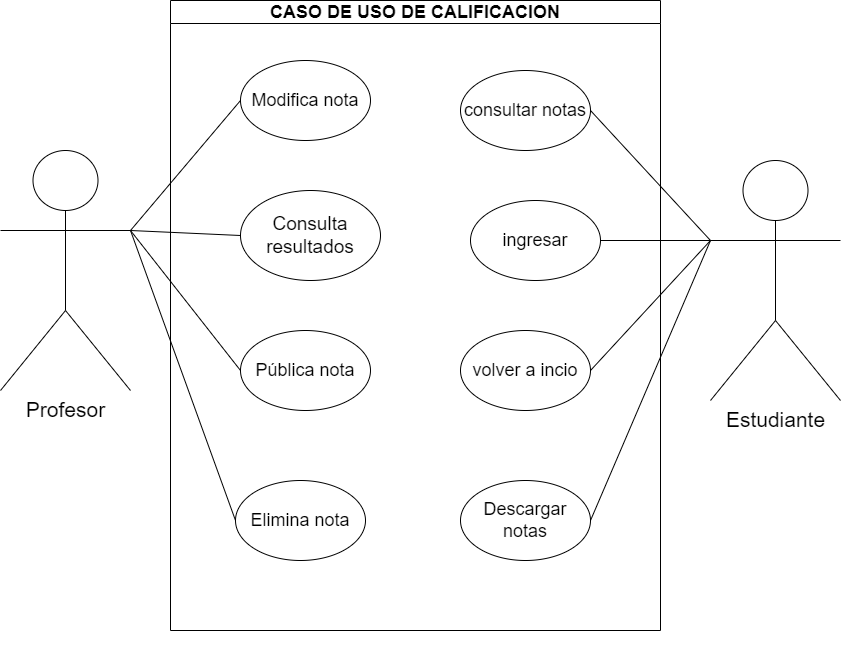 CASO DE USO DE CALIFICACION
Modifica nota
consultar notas
Consulta
resultados
ingresar
Pública nota
volver a incio
Profesor
Estudiante
Elimina nota
Descargar
notas